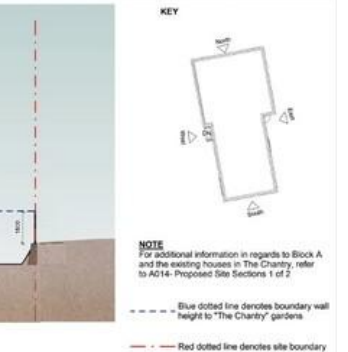 KEY
North
East
West
South
1800
NOTE
For additional information in regards to Block A
and the existing houses in The Chantry, refer
to A014- Proposed Site Sections 1 of 2
Blue dotted line denotes boundary wall
height to "The Chantry" gardens
Red dotted line denotes site boundary